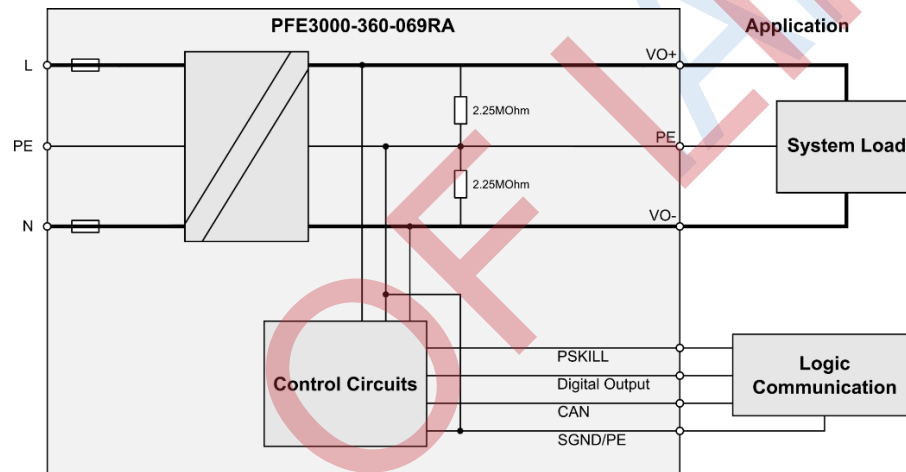 PFE3000-360-069RA
Application
L
VO+
2.25MOhm
PE
PE
System Load
2.25MOhm
N
VO-
PSKILL
Logic
Communication
Control Circuits
Digital Output
CAN
SGND/PE
OF